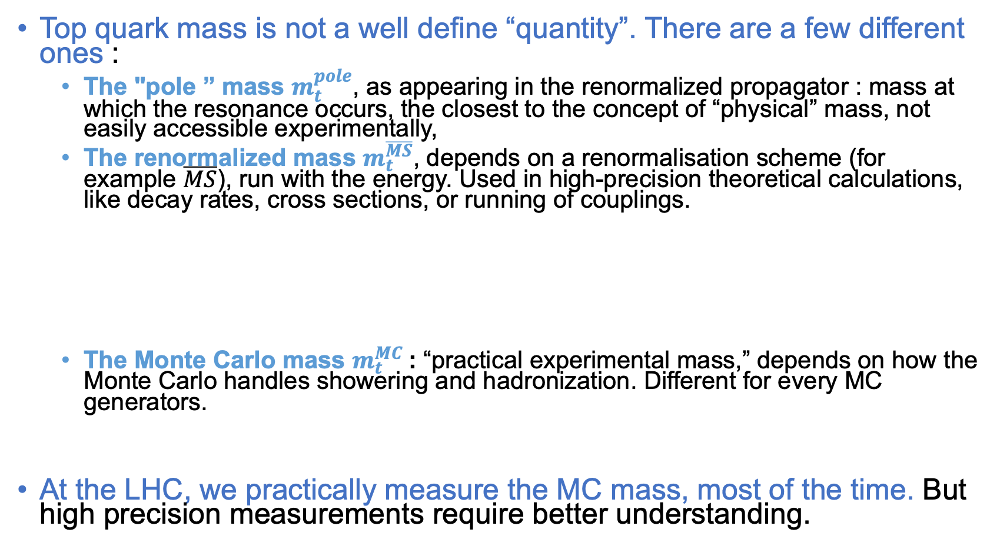 • Top quark mass is not a well define “quantity”. There are a few different
ones :
• The "pole ” mass $m_t^{pole}$, as appearing in the renormalized propagator : mass at
which the resonance occurs, the closest to the concept of “physical” mass, not
easily accessible experimentally,
• The renormalized mass $m_t^{\overline{MS}}$, depends on a renormalisation scheme (for
example $\overline{MS}$), run with the energy. Used in high-precision theoretical calculations,
like decay rates, cross sections, or running of couplings.
• The Monte Carlo mass $m_t^{MC}$ : “practical experimental mass,” depends on how the
Monte Carlo handles showering and hadronization. Different for every MC
generators.
• At the LHC, we practically measure the MC mass, most of the time. But
high precision measurements require better understanding.